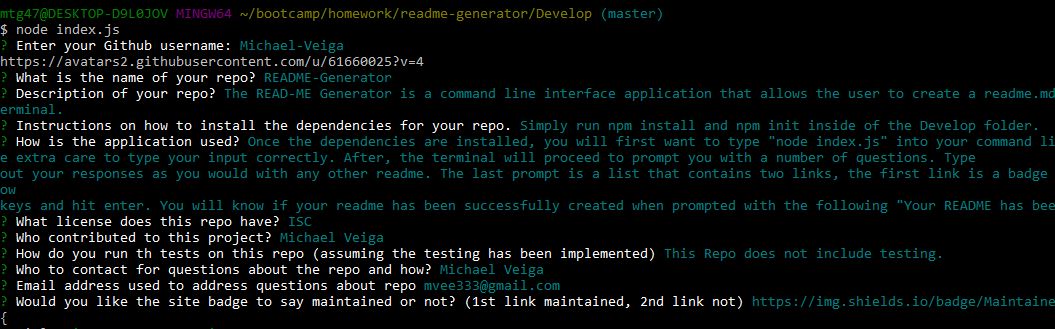 mtg47@DESKTOP-D9L0JOV MINGW64 ~/bootcamp/homework/readme-generator/Develop (master)
$ node index.js
? Enter your Github username: Michael-Veiga
https://avatars2.githubusercontent.com/u/61660025?v=4
? What is the name of your repo? README-Generator
? Description of your repo? The READ-ME Generator is a command line interface application that allows the user to create a readme.md
erminal.
? Instructions on how to install the dependencies for your repo. Simply run npm install and npm init inside of the Develop folder.
? How is the application used? Once the dependencies are installed, you will first want to type "node index.js" into your command li
e extra care to type your input correctly. After, the terminal will proceed to prompt you with a number of questions. Type
out your responses as you would with any other readme. The last prompt is a list that contains two links, the first link is a badge
ow
keys and hit enter. You will know if your readme has been successfully created when prompted with the following "Your README has bee
? What license does this repo have? ISC
? Who contributed to this project? Michael Veiga
? How do you run th tests on this repo (assuming the testing has been implemented) This Repo does not include testing.
? Who to contact for questions about the repo and how? Michael Veiga
? Email address used to address questions about repo mvee333@gmail.com
? Would you like the site badge to say maintained or not? (1st link maintained, 2nd link not) https://img.shields.io/badge/Maintaine
{